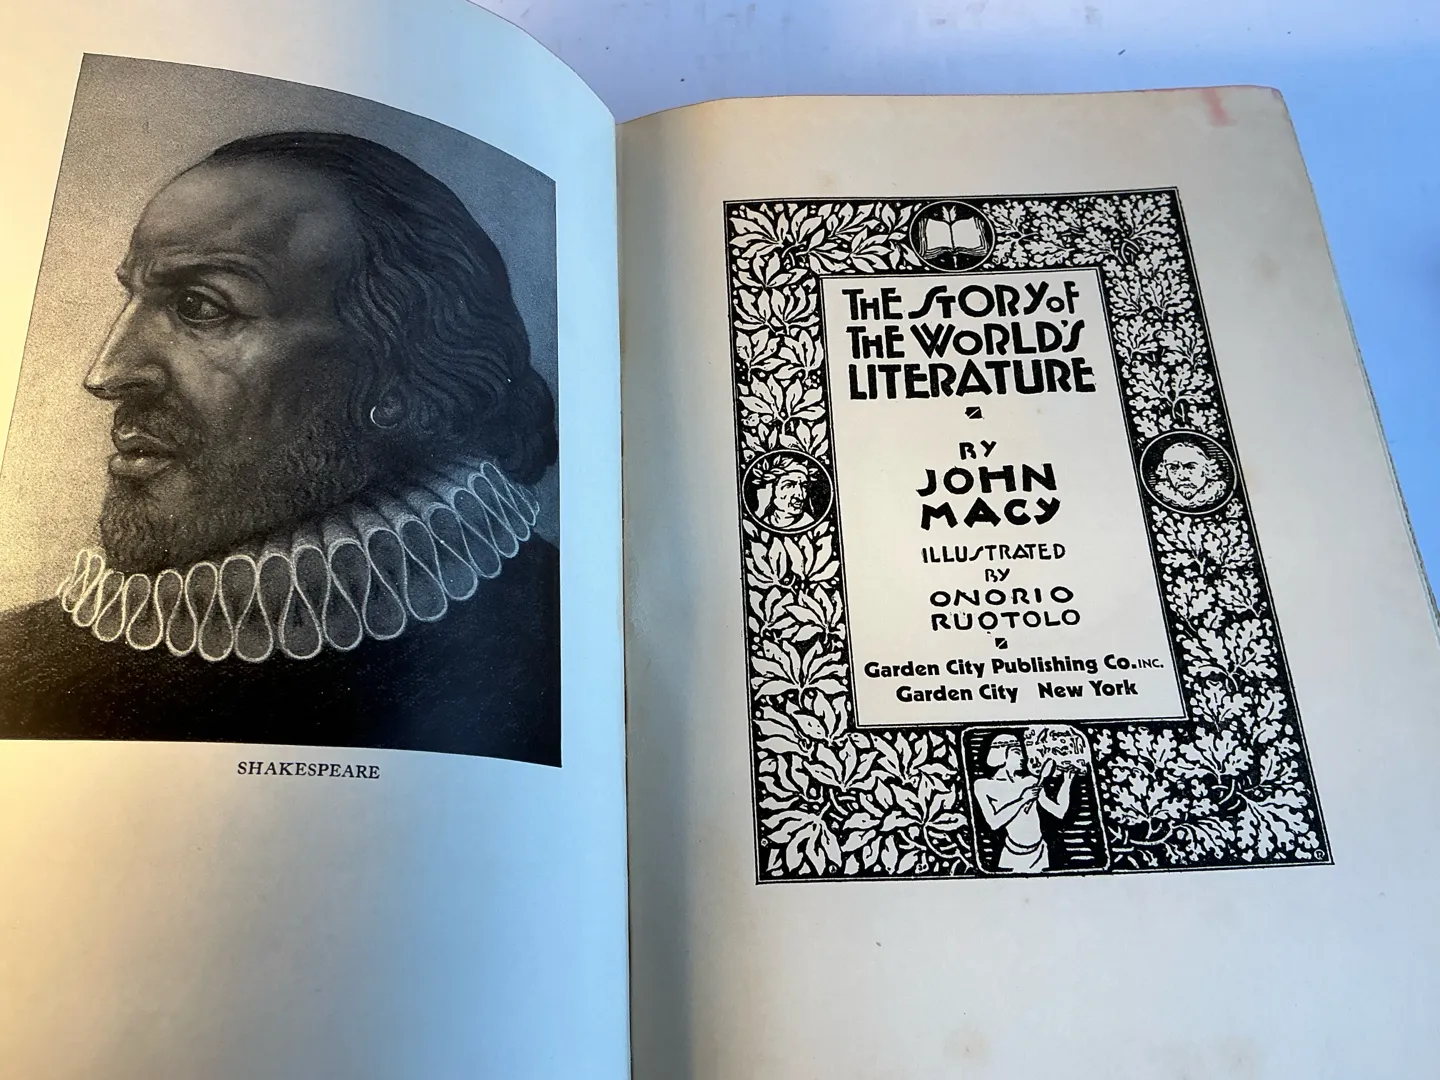 SHAKESPEARE
THE STORY OF
THE WORLD'S
LITERATURE
BY
JOHN
MACY
ILLUSTRATED
BY
ONORIO
RUOTOLO
Garden City Publishing Co. INC.
Garden City New York